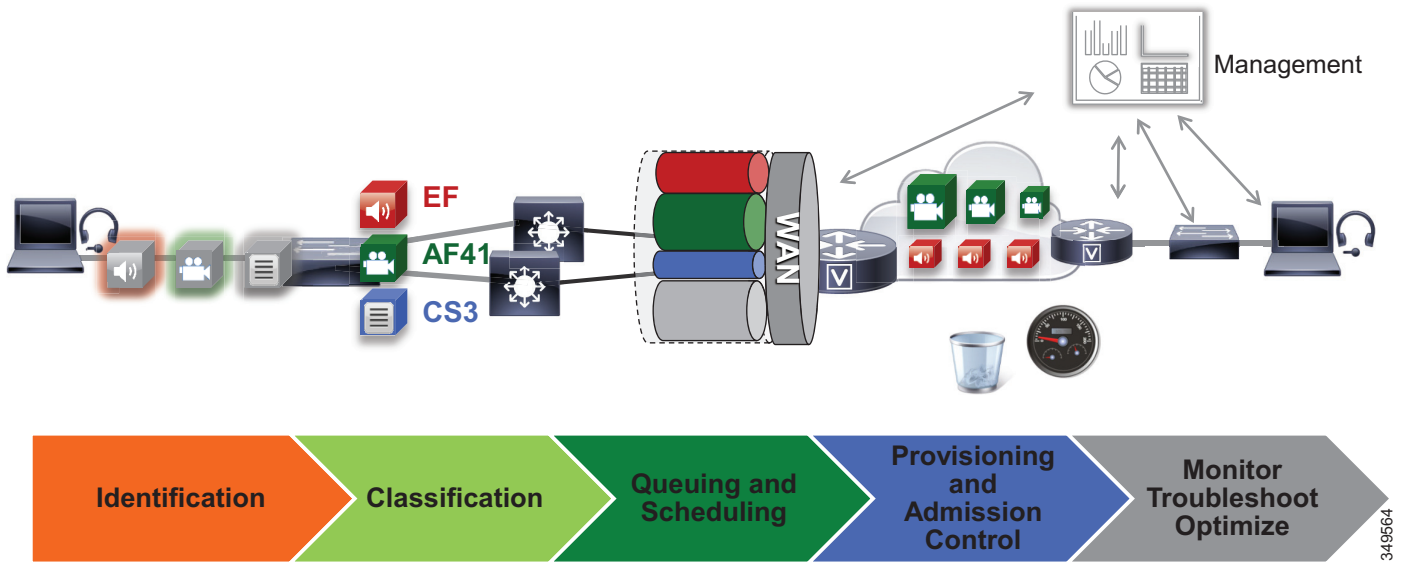 Management
EF
AF41
CS3
WAN
V
V
Identification
Classification
Queuing and
Scheduling
Provisioning
and
Admission
Control
Monitor
Troubleshoot
Optimize
349564